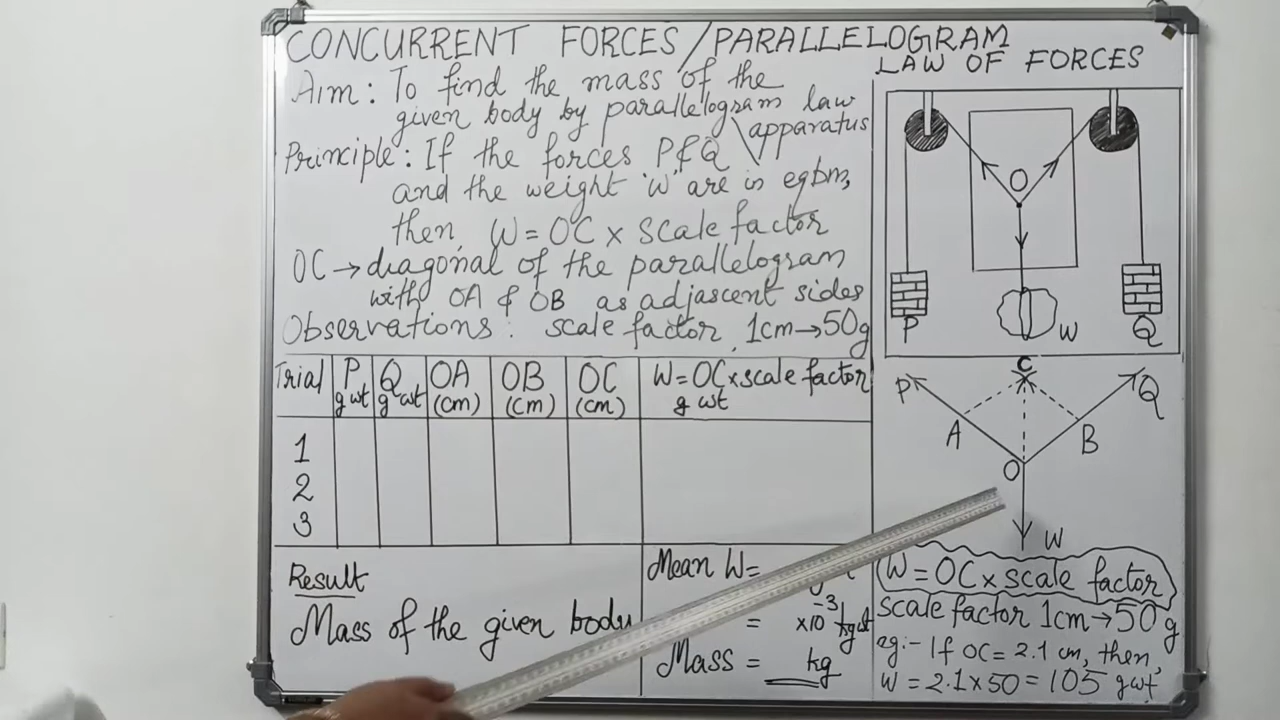 CONCURRENT FORCES/PARALLELOGRAM
LAW OF FORCES
Aim: To find the mass of the
given body by parallelogram law
apparatus
Principle: If the forces P & Q
and the weight 'W' are in eqbm,
then, W = OC x scale factor
OC → diagonal of the parallelogram
with OA & OB as adjascent sides
Observations: scale factor, 1cm → 50g
Trial P g wt Q g wt OA (cm) OB (cm) OC (cm) W = OC x scale factor g wt
1
2
3
Result
Mass of the given body
Mean W =
= x10⁻³ kgwt
Mass = kg
O
P W Q
C
P Q
A B
O
W
W = OC x scale factor
scale factor 1cm → 50 g
eg:- If OC = 2.1 cm, then,
W = 2.1 x 50 = 105 gwt